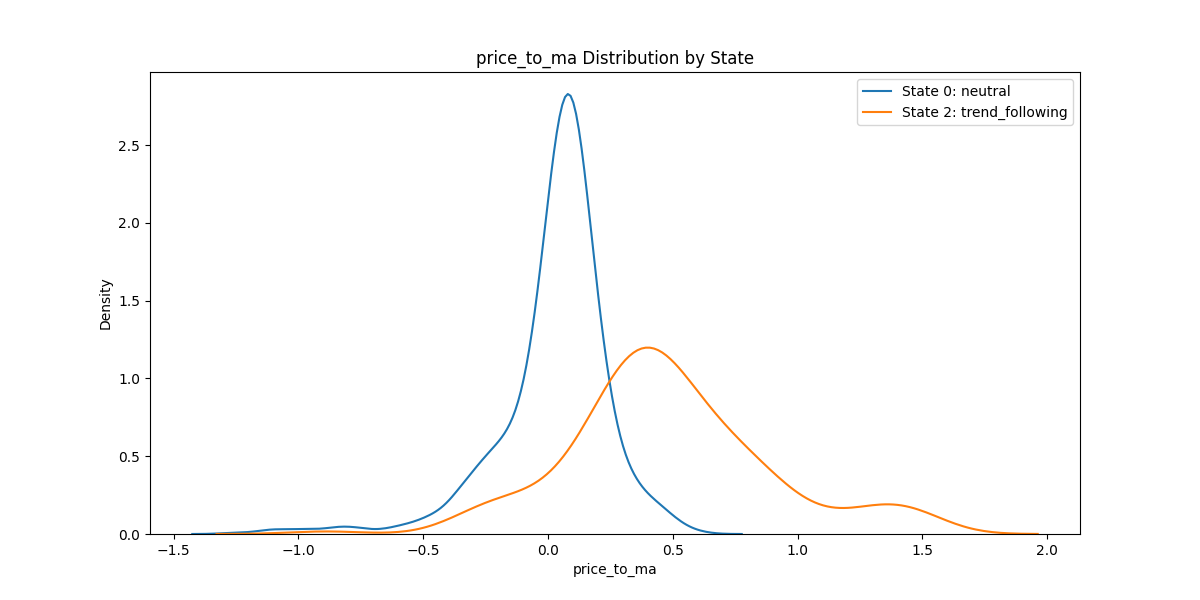 price_to_ma Distribution by State
State 0: neutral
State 2: trend_following
Density
2.5
2.0
1.5
1.0
0.5
0.0
−1.5 −1.0 −0.5 0.0 0.5 1.0 1.5 2.0
price_to_ma